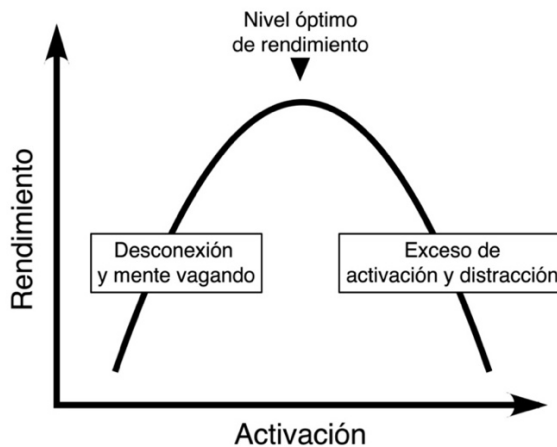 Nivel óptimo
de rendimiento
Rendimiento
Desconexión
y mente vagando
Exceso de
activación y distracción
Activación